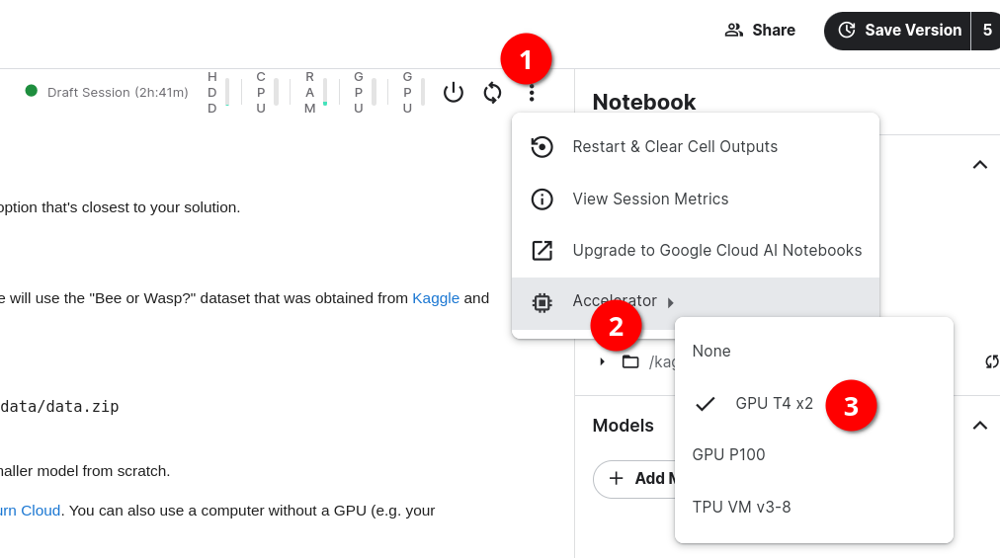 Share
Save Version
5
1
Draft Session (2h:41m)
HDD
CPU
RAM
GPU
GPU
Notebook
Restart & Clear Cell Outputs
View Session Metrics
Upgrade to Google Cloud AI Notebooks
Accelerator
2
None
GPU T4 x2
3
GPU P100
TPU VM v3-8
option that's closest to your solution.
e will use the "Bee or Wasp?" dataset that was obtained from Kaggle and
data/data.zip
maller model from scratch.
urn Cloud. You can also use a computer without a GPU (e.g. your
/kag
Models
Add M